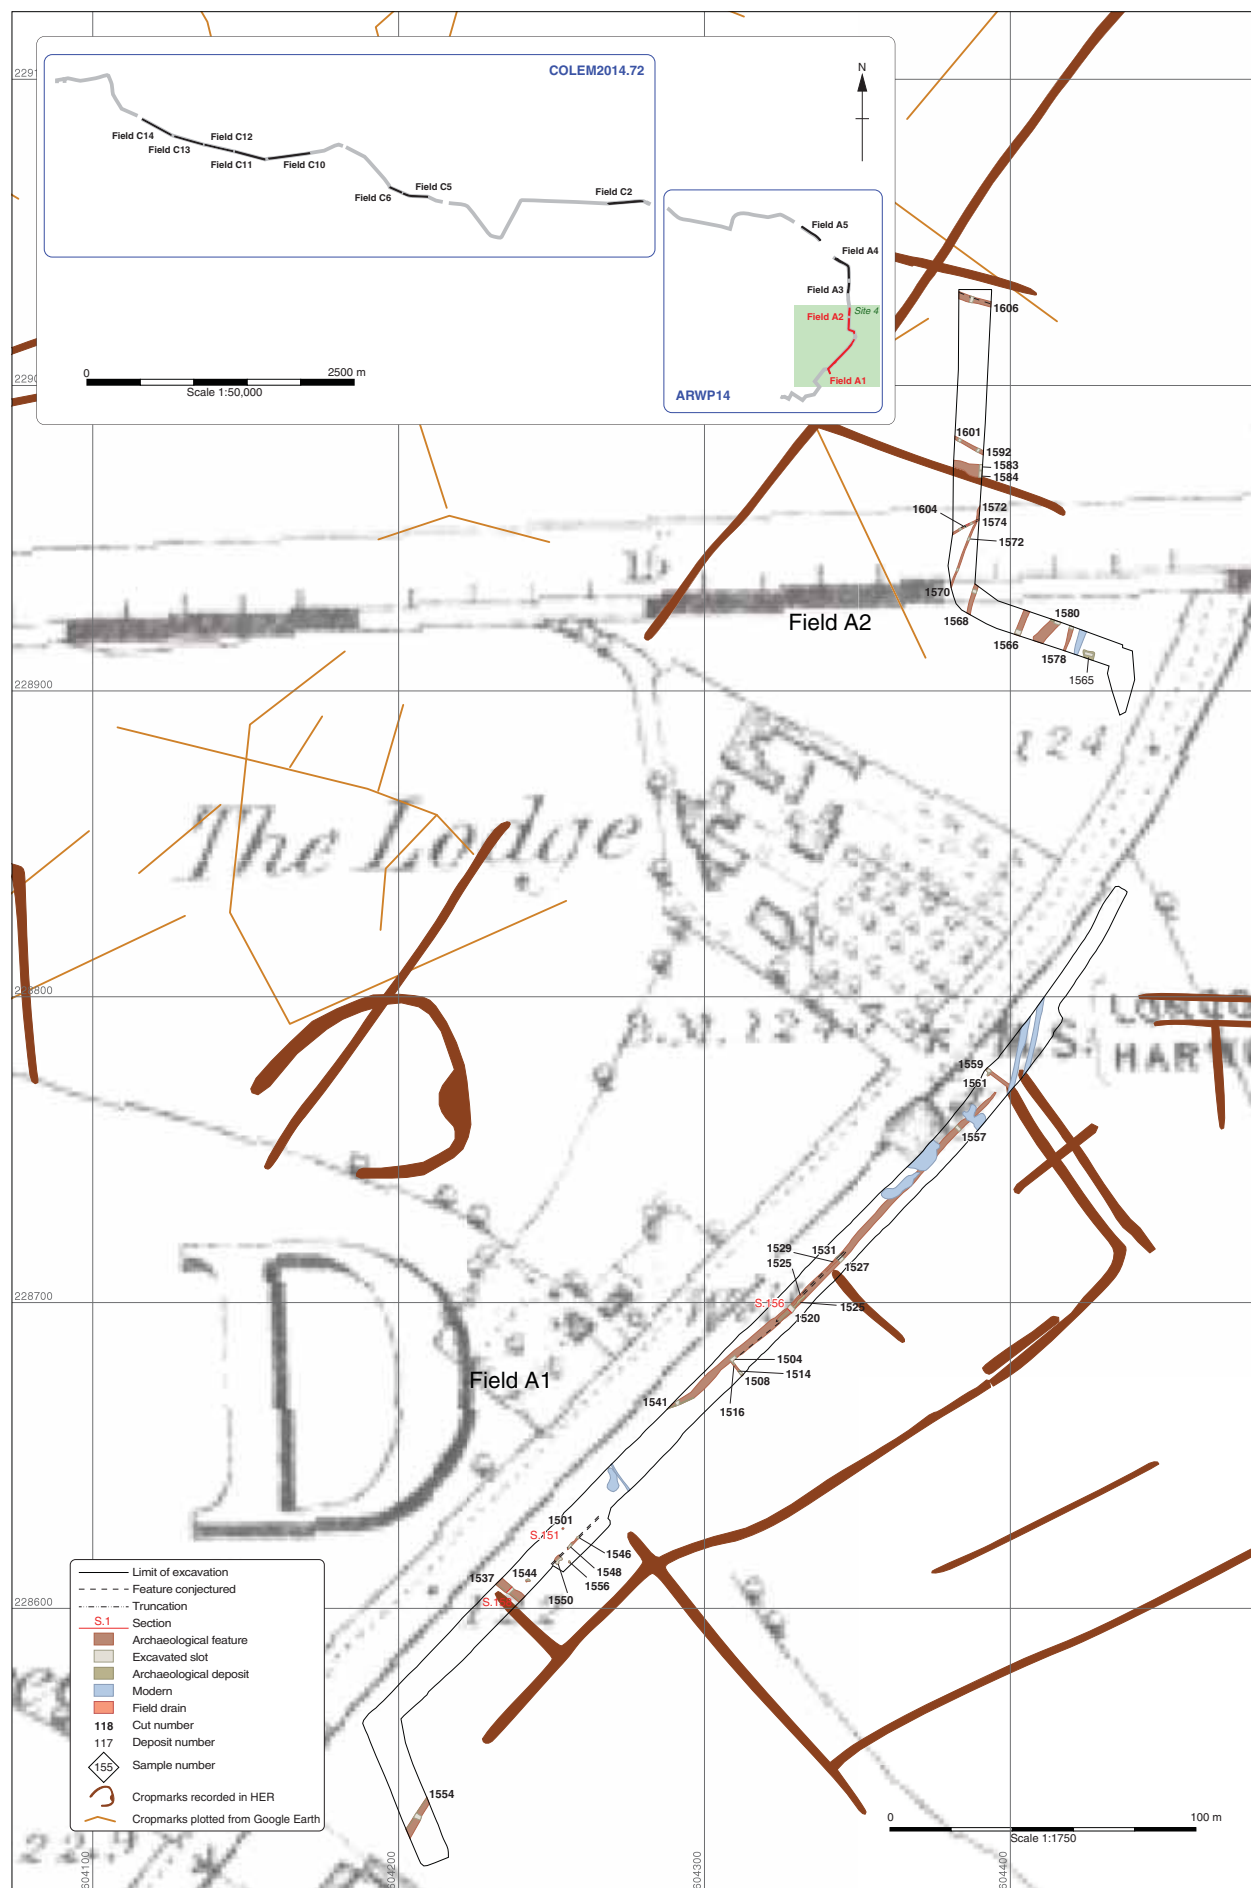 COLEM2014.72
N
Field C14
Field C13
Field C12
Field C11
Field C10
Field C6
Field C5
Field C2
Field A5
Field A4
Field A3
Site 4
Field A2
Field A1
ARWP14
0 2500 m
Scale 1:50,000
1606
1601
1592
1583
1584
1572
1604
1574
1572
1570
1568
1580
1566
1578
1565
Field A2
228900
124
The Lodge
B.M.
1559
1561
1557
1529
1531
1525
1527
228700
S.156
1525
1520
1504
1514
1508
1516
1541
Field A1
D
1501
S.151
1546
1548
1556
1550
1537
1544
228600
1554
Limit of excavation
Feature conjectured
Truncation
S.1 Section
Archaeological feature
Excavated slot
Archaeological deposit
Modern
Field drain
118 Cut number
117 Deposit number
155 Sample number
Cropmarks recorded in HER
Cropmarks plotted from Google Earth
0 100 m
Scale 1:1750
604100
604200
604300
604400